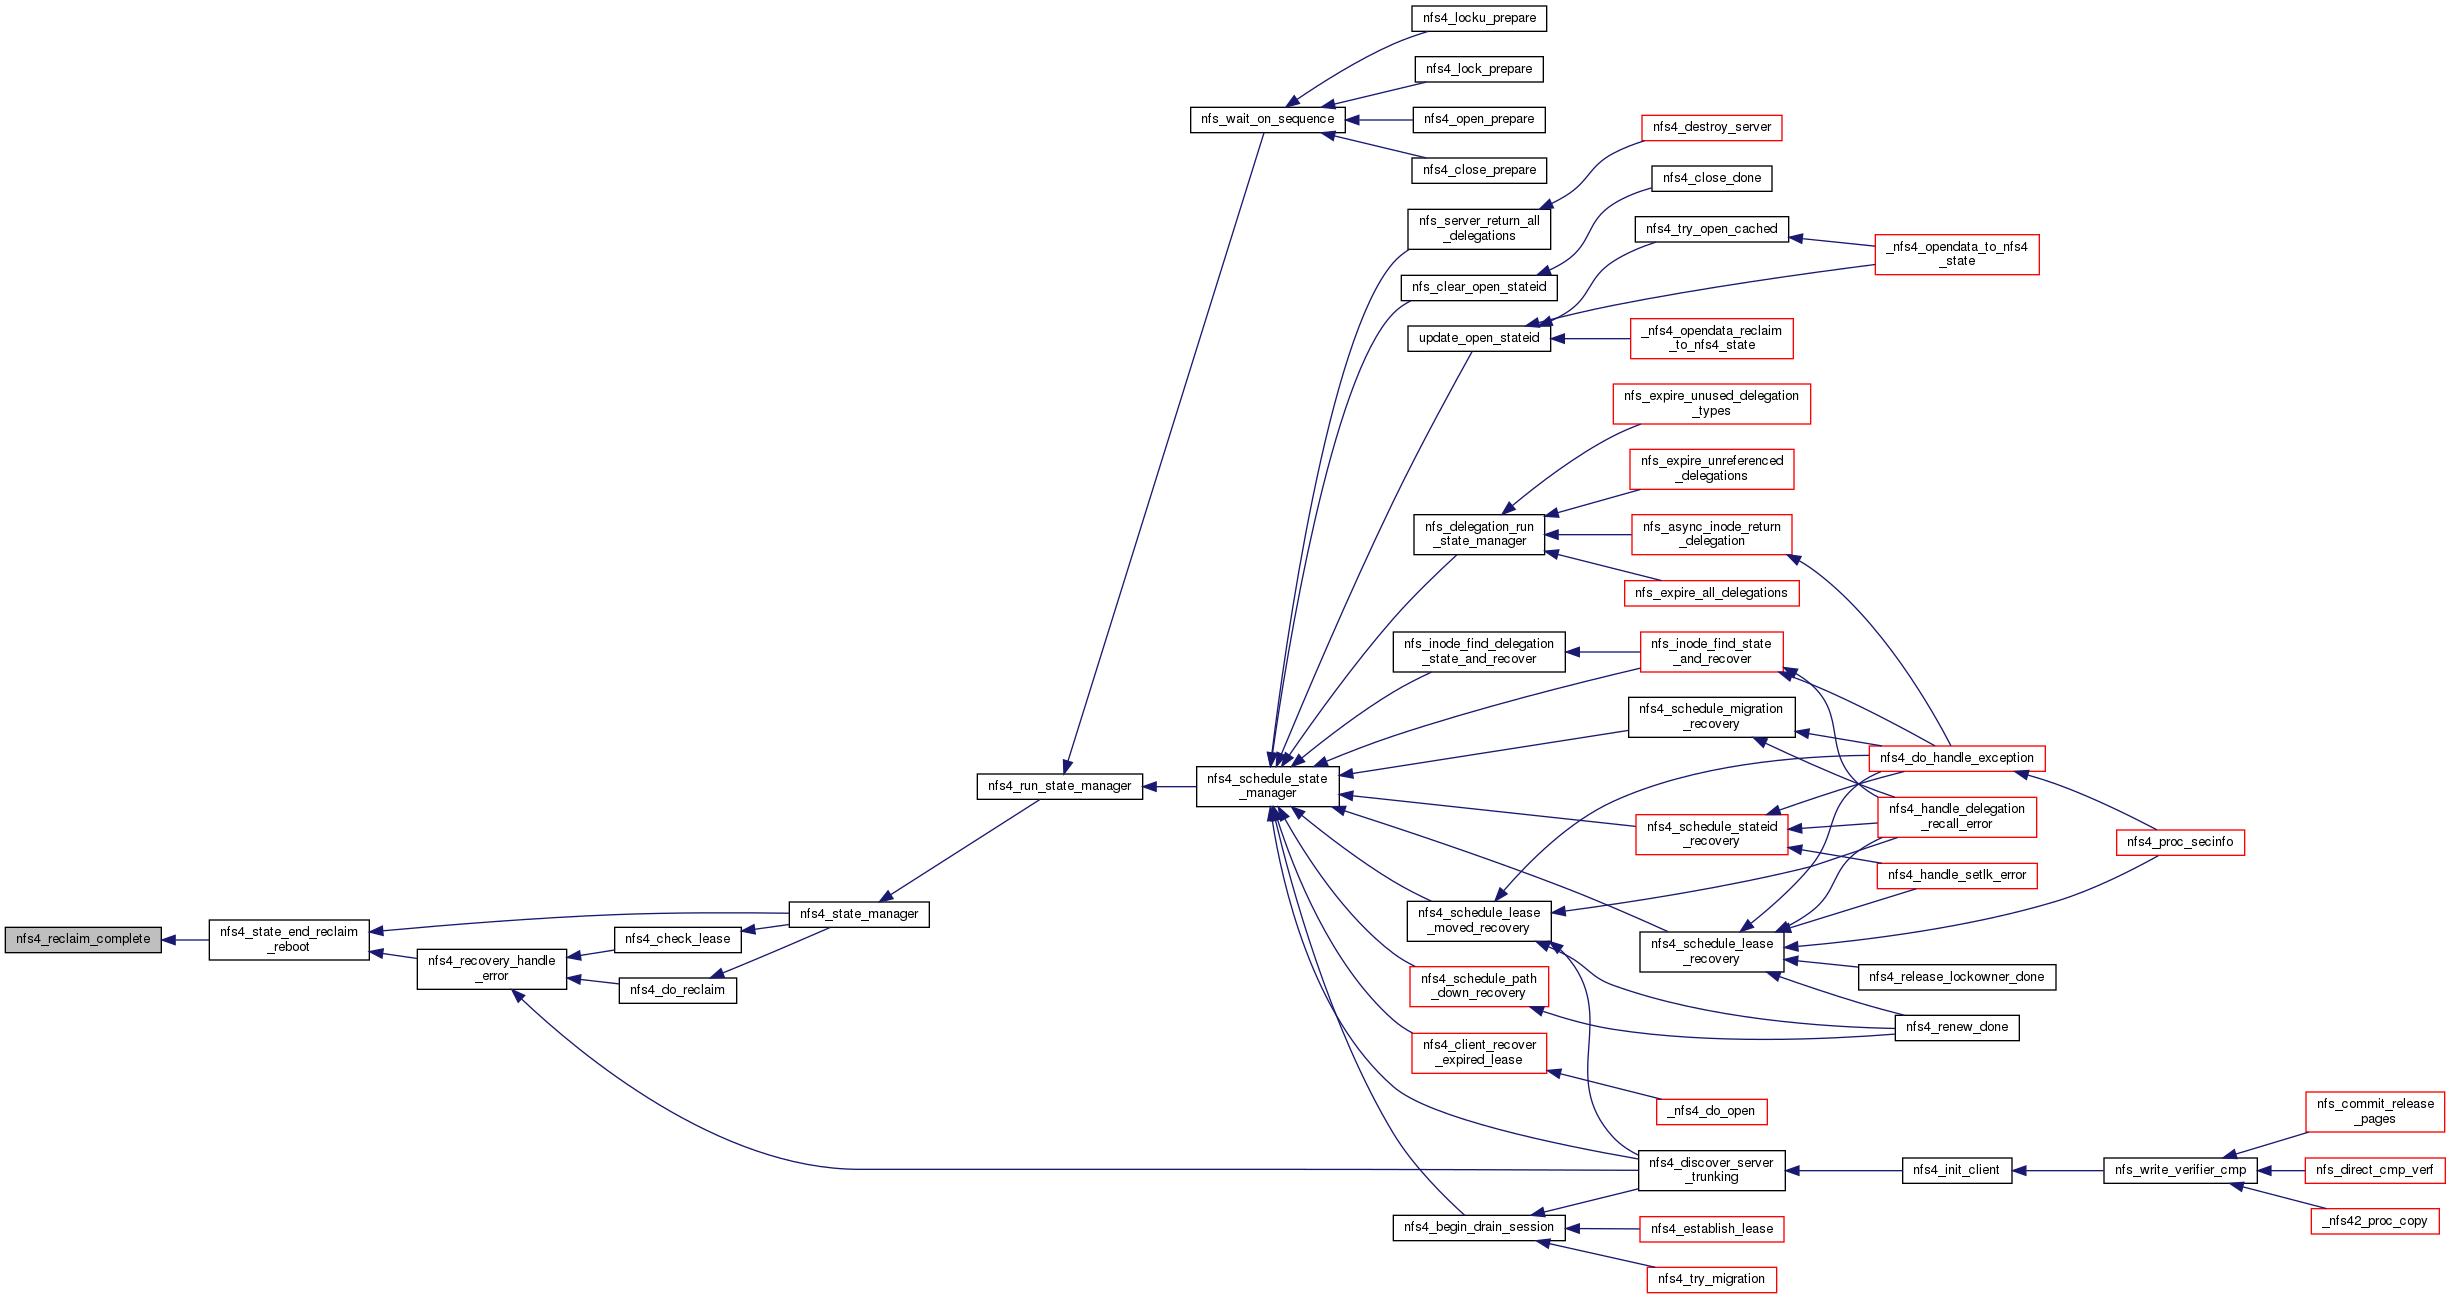 nfs4_reclaim_complete
nfs4_state_end_reclaim
_reboot
nfs4_recovery_handle
_error
nfs4_check_lease
nfs4_do_reclaim
nfs4_state_manager
nfs4_run_state_manager
nfs_wait_on_sequence
nfs4_schedule_state
_manager
nfs4_locku_prepare
nfs4_lock_prepare
nfs4_open_prepare
nfs4_close_prepare
nfs_server_return_all
_delegations
nfs_clear_open_stateid
update_open_stateid
nfs_delegation_run
_state_manager
nfs_inode_find_delegation
_state_and_recover
nfs4_schedule_lease
_moved_recovery
nfs4_schedule_path
_down_recovery
nfs4_client_recover
_expired_lease
nfs4_begin_drain_session
nfs4_destroy_server
nfs4_close_done
nfs4_try_open_cached
_nfs4_opendata_reclaim
_to_nfs4_state
nfs_expire_unused_delegation
_types
nfs_expire_unreferenced
_delegations
nfs_async_inode_return
_delegation
nfs_expire_all_delegations
nfs_inode_find_state
_and_recover
nfs4_schedule_migration
_recovery
nfs4_schedule_stateid
_recovery
nfs4_schedule_lease
_recovery
_nfs4_do_open
nfs4_discover_server
_trunking
nfs4_establish_lease
nfs4_try_migration
_nfs4_opendata_to_nfs4
_state
nfs4_do_handle_exception
nfs4_handle_delegation
_recall_error
nfs4_handle_setlk_error
nfs4_release_lockowner_done
nfs4_renew_done
nfs4_init_client
nfs4_proc_secinfo
nfs_write_verifier_cmp
nfs_commit_release
_pages
nfs_direct_cmp_verf
_nfs42_proc_copy